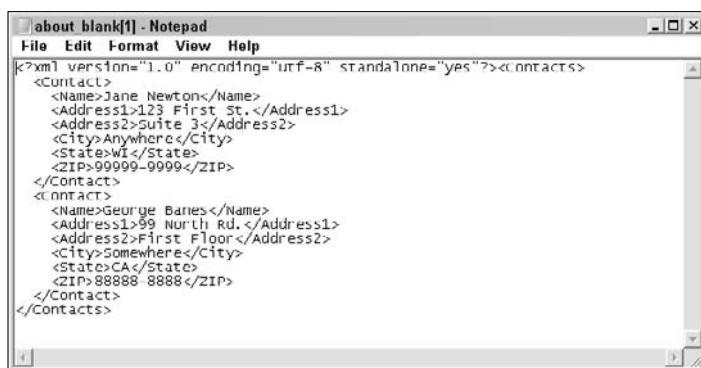 about_blank[1] - Notepad
File Edit Format View Help
<?xml version="1.0" encoding="utf-8" standalone="yes"?><Contacts>
<Contact>
<Name>Jane Newton</Name>
<Address1>123 First St.</Address1>
<Address2>Suite 3</Address2>
<City>Anywhere</City>
<State>WI</State>
<ZIP>99999-9999</ZIP>
</Contact>
<Contact>
<Name>George Banes</Name>
<Address1>99 North Rd.</Address1>
<Address2>First Floor</Address2>
<City>Somewhere</City>
<State>CA</State>
<ZIP>88888-8888</ZIP>
</Contact>
</Contacts>